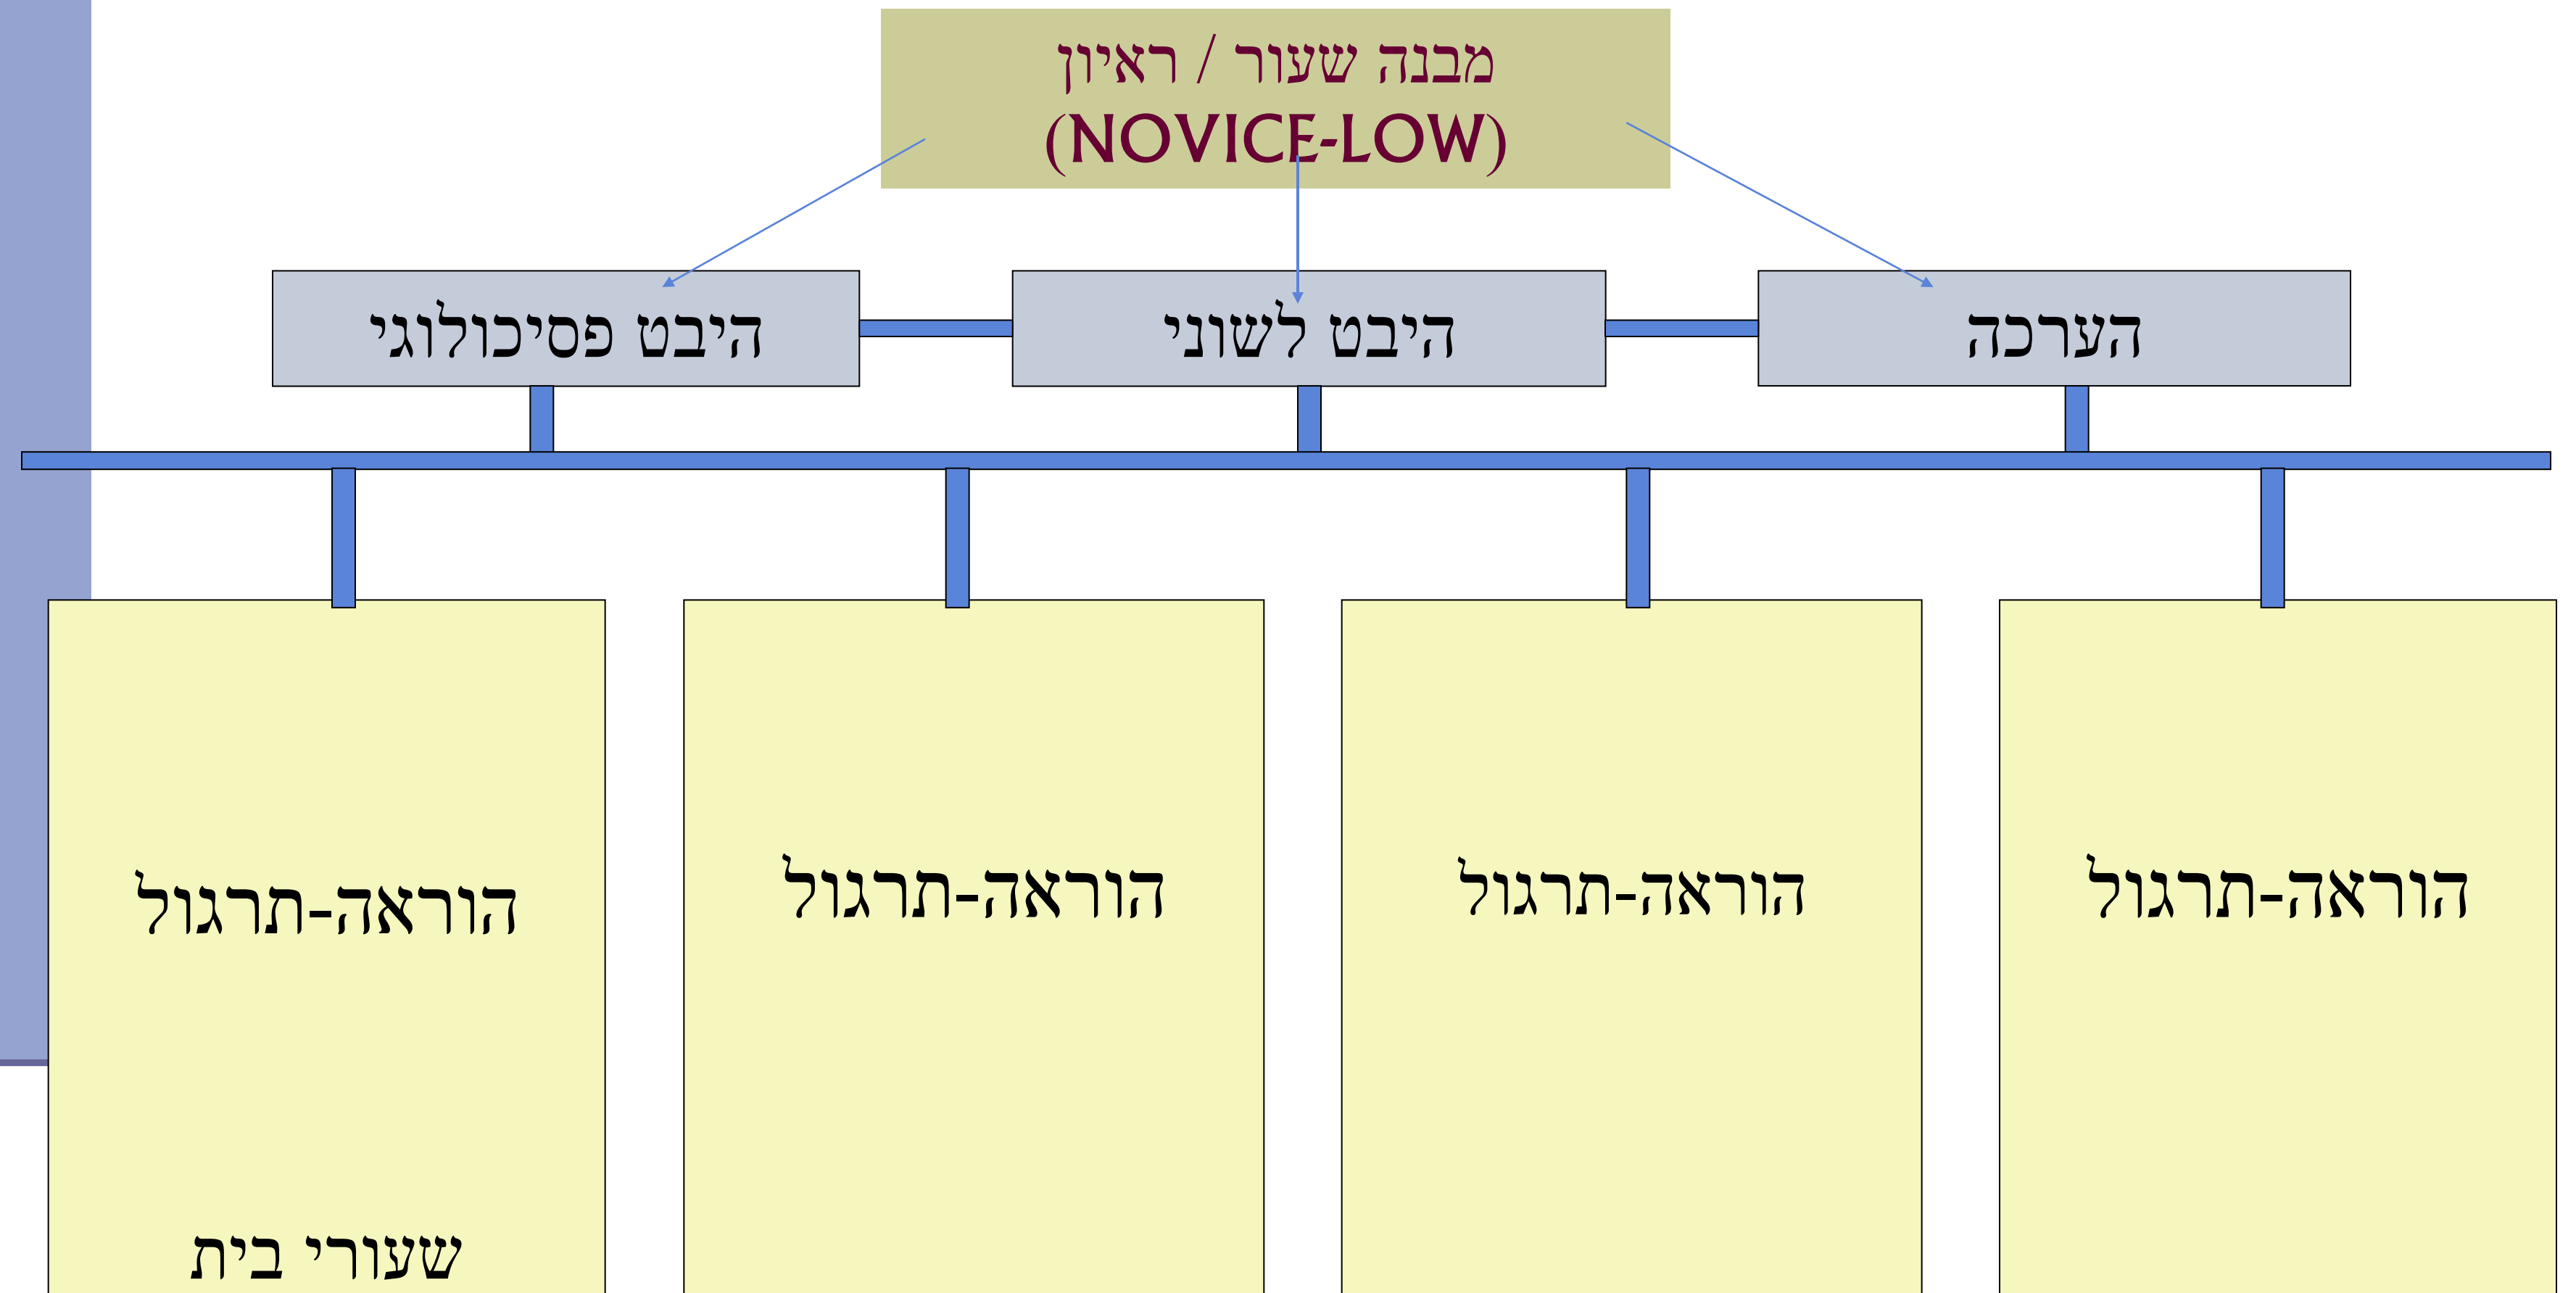 מבנה שעור / ראיון
(NOVICE-LOW)
הערכה
היבט לשוני
היבט פסיכולוגי
הוראה-תרגול
הוראה-תרגול
הוראה-תרגול
הוראה-תרגול
שעורי בית